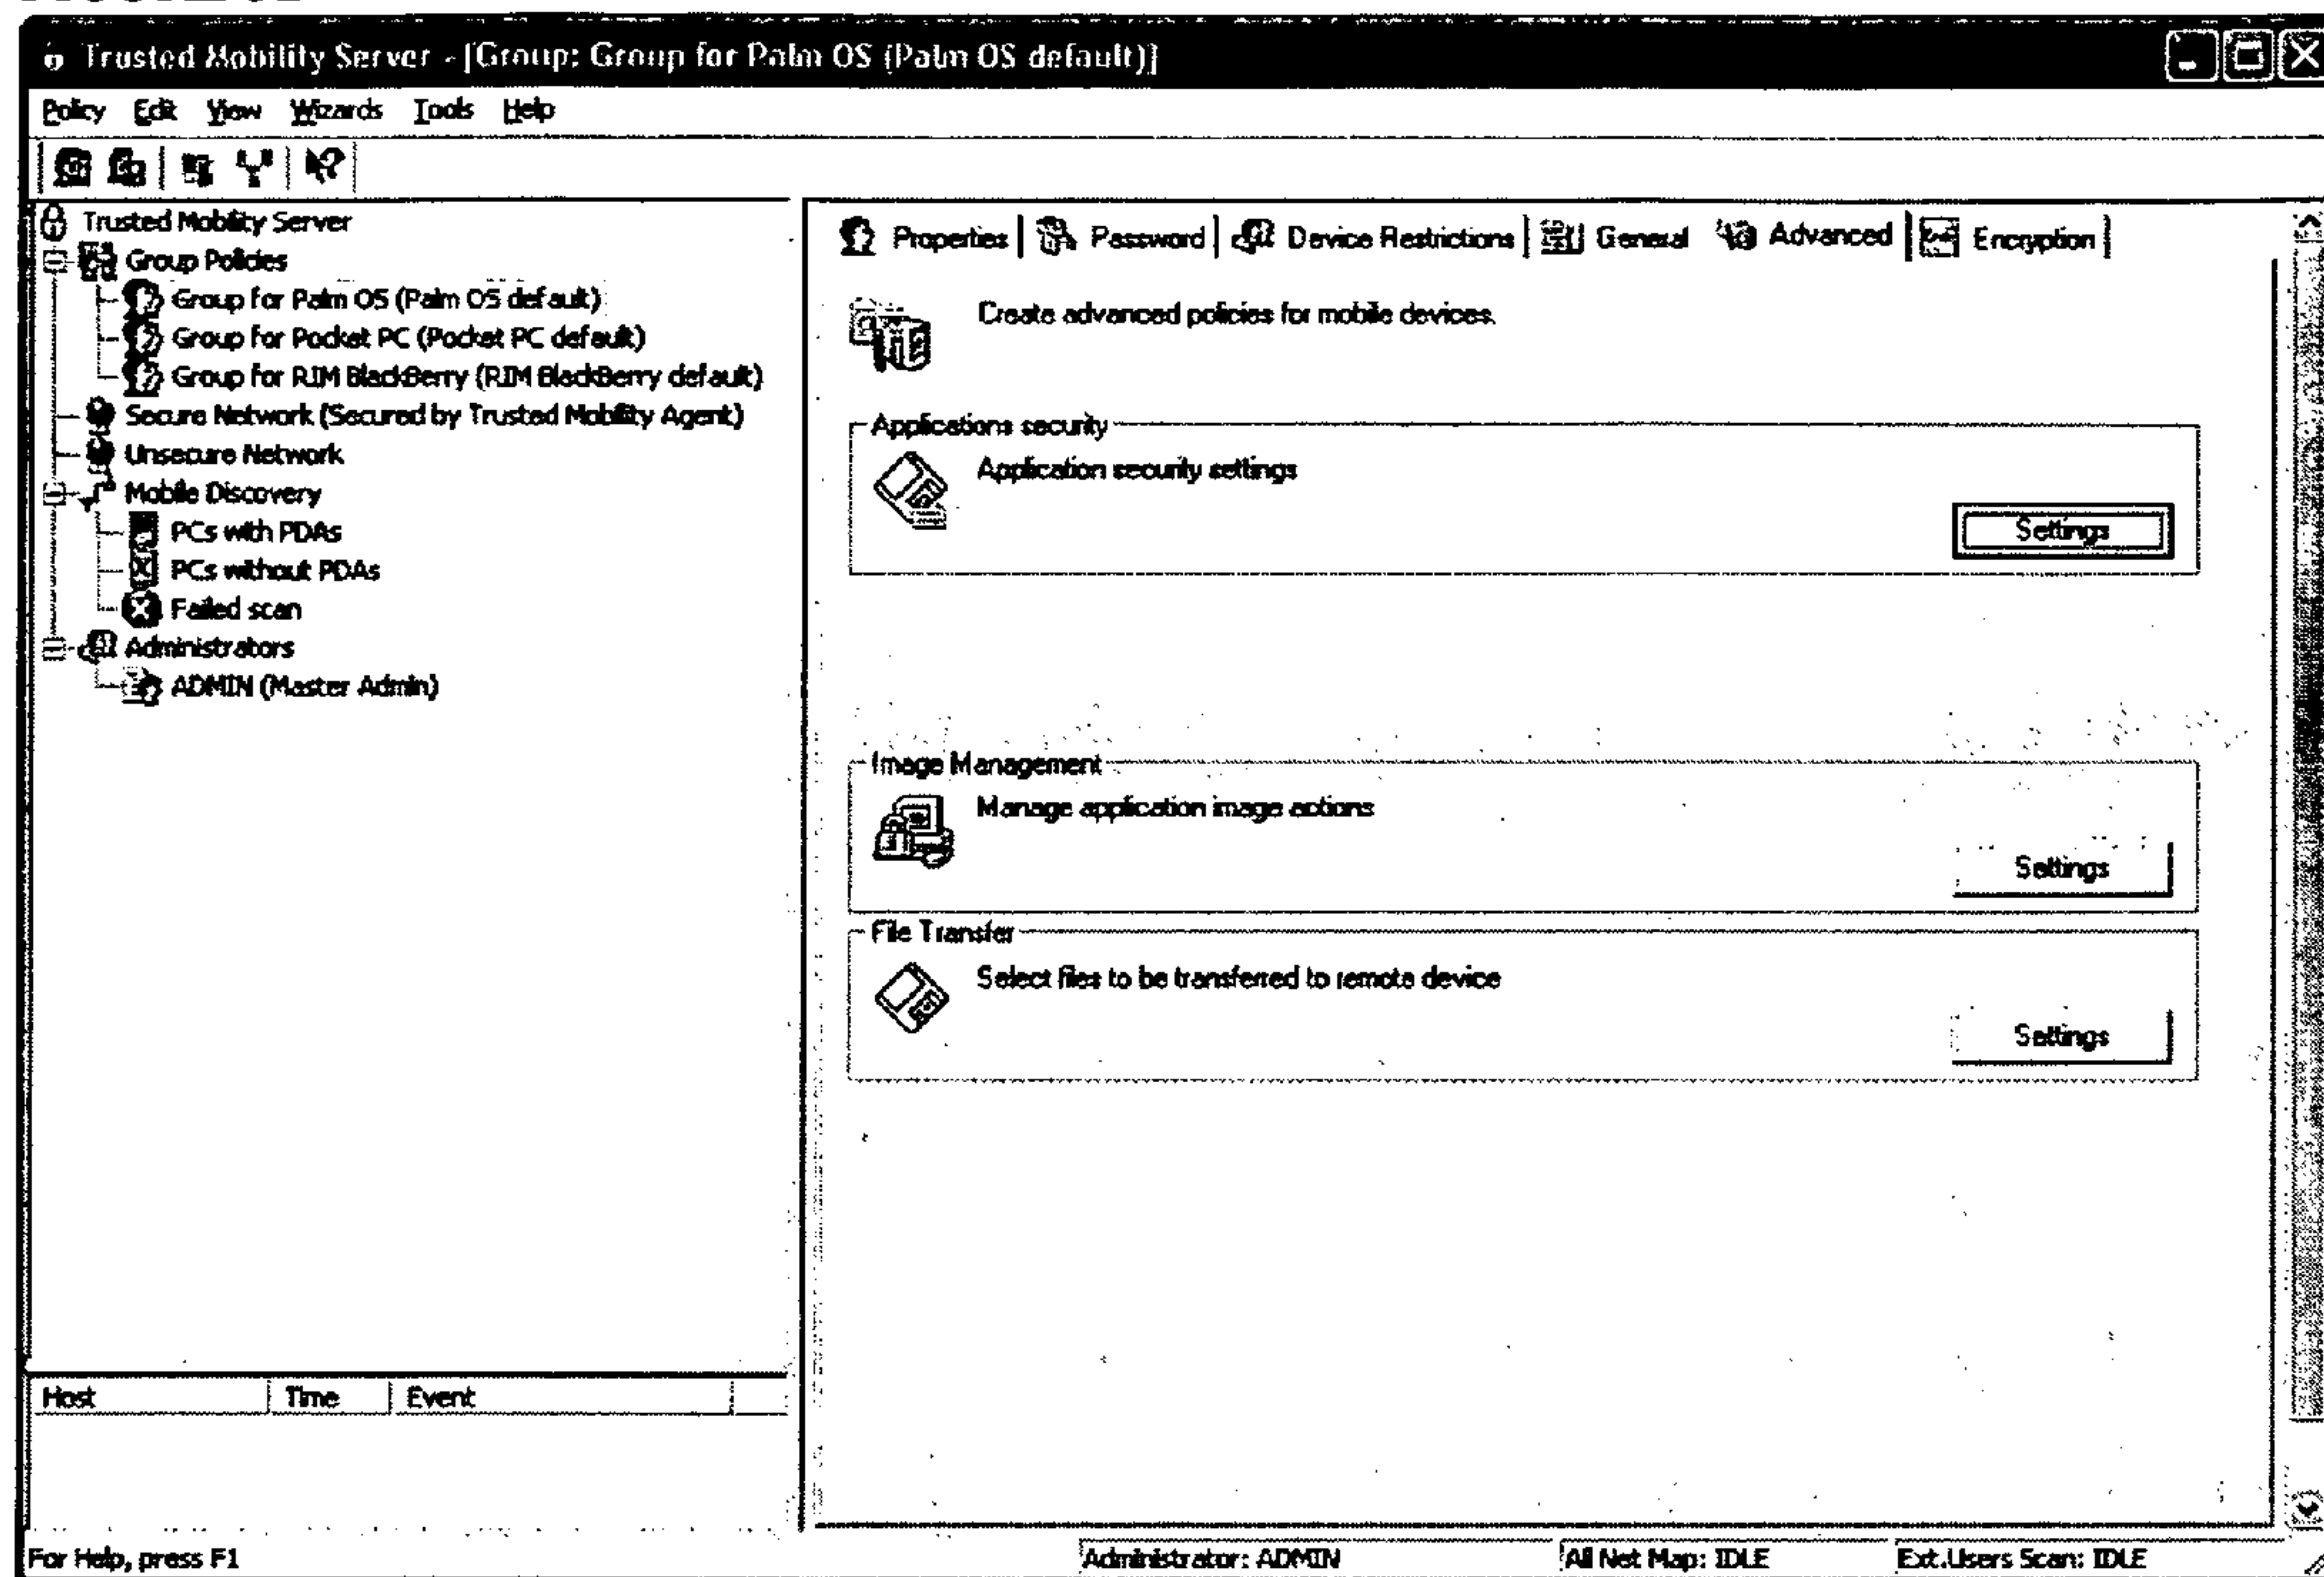 Trusted Mobility Server - [Group: Group for Palm OS (Palm OS default)]
Policy Edit View Wizards Tools Help
Trusted Mobility Server
Group Policies
Group for Palm OS (Palm OS default)
Group for Pocket PC (Pocket PC default)
Group for RIM BlackBerry (RIM BlackBerry default)
Secure Network (Secured by Trusted Mobility Agent)
Unsecure Network
Mobile Discovery
PCs with PDAs
PCs without PDAs
Failed scan
Administrators
ADMIN (Master Admin)
Host Time Event
Properties Password Device Restrictions General Advanced Encryption
Create advanced policies for mobile devices.
Applications security
Application security settings
Settings
Image Management
Manage application image actions
Settings
File Transfer
Select files to be transferred to remote device
Settings
For Help, press F1 Administrator: ADMIN All Net Map: IDLE Ext.Users Scan: IDLE